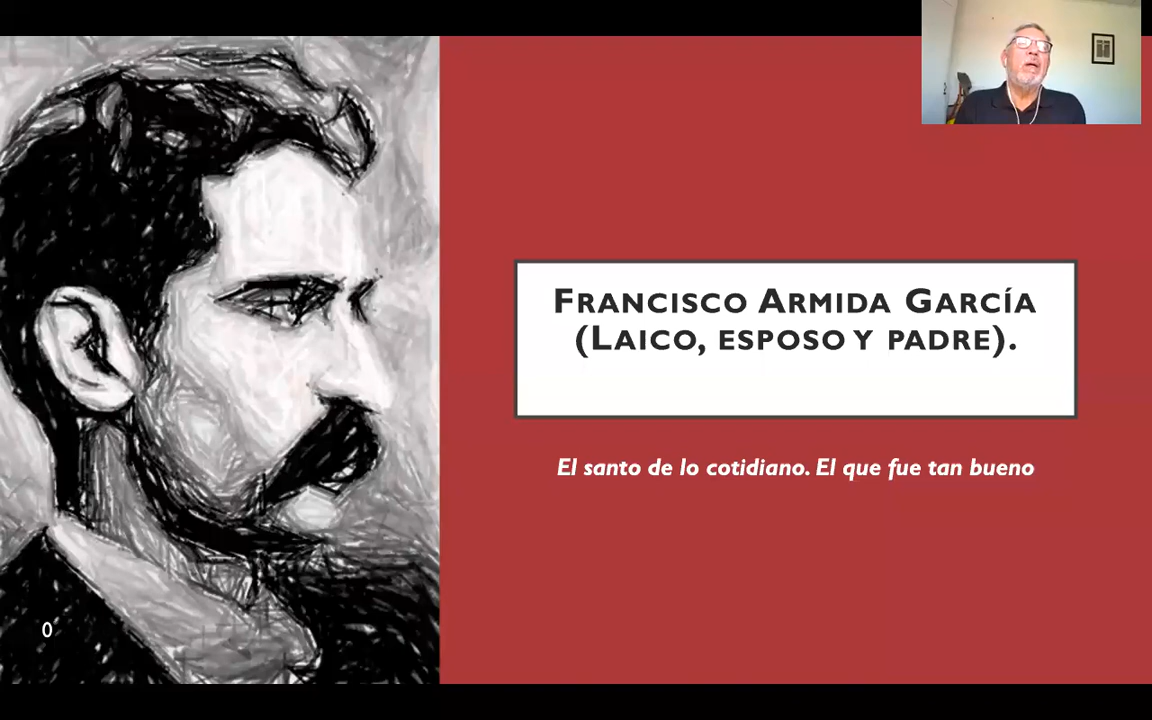 Francisco Armida García
(Laico, esposo y padre).
El santo de lo cotidiano. El que fue tan bueno
0